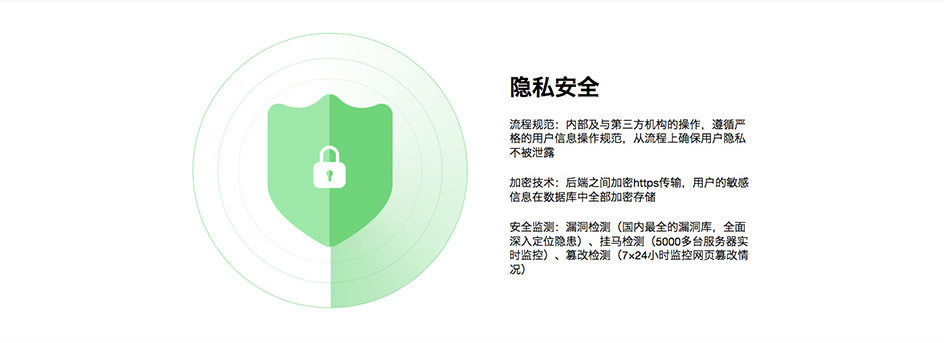 隐私安全
流程规范：内部及与第三方机构的操作，遵循严
格的用户信息操作规范，从流程上确保用户隐私
不被泄露
加密技术：后端之间加密https传输，用户的敏感
信息在数据库中全部加密存储
安全监测：漏洞检测（国内最全的漏洞库，全面
深入定位隐患）、挂马检测（5000多台服务器实
时监控）、篡改检测（7×24小时监控网页篡改情
况）